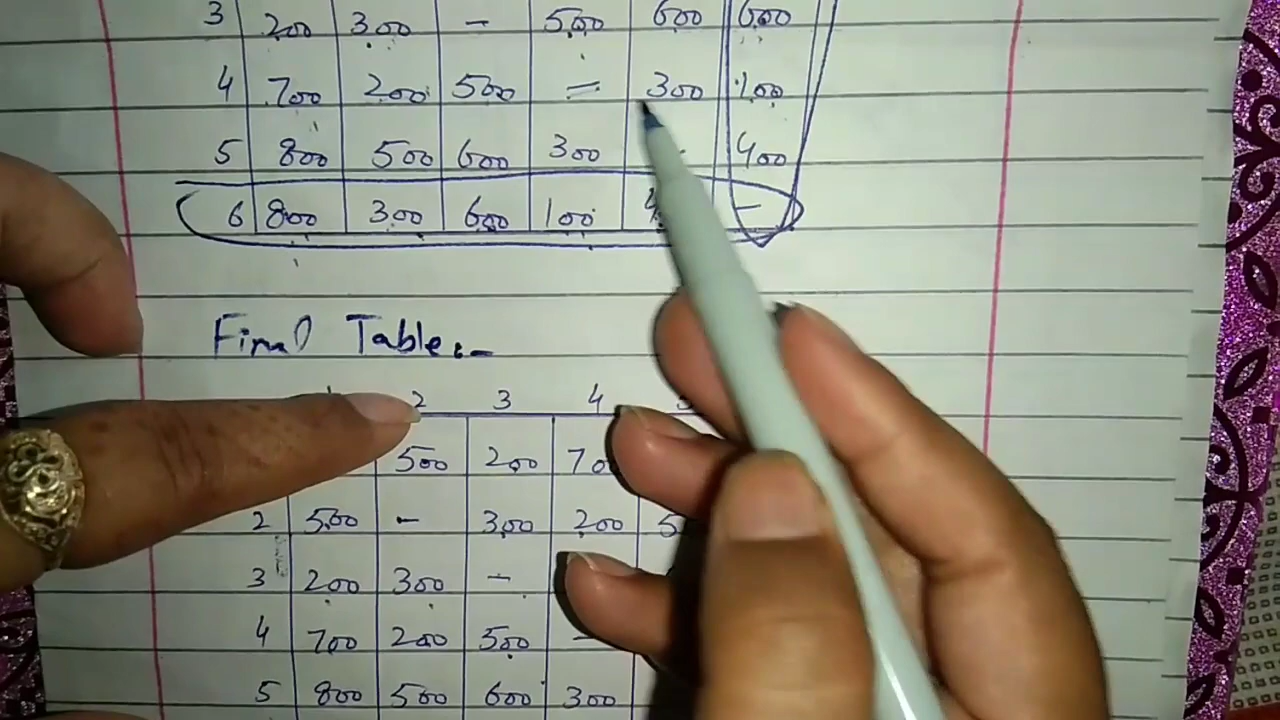 3 200 300 - 500 600 600
4 700 200 500 = 300 100
5 800 500 600 300 - 400
6 800 300 600 100 -
Final Table:-
2 3 4
500 200
2 500 - 300 200
3 200 300 -
4 700 200 500 -
5 800 500 600 300